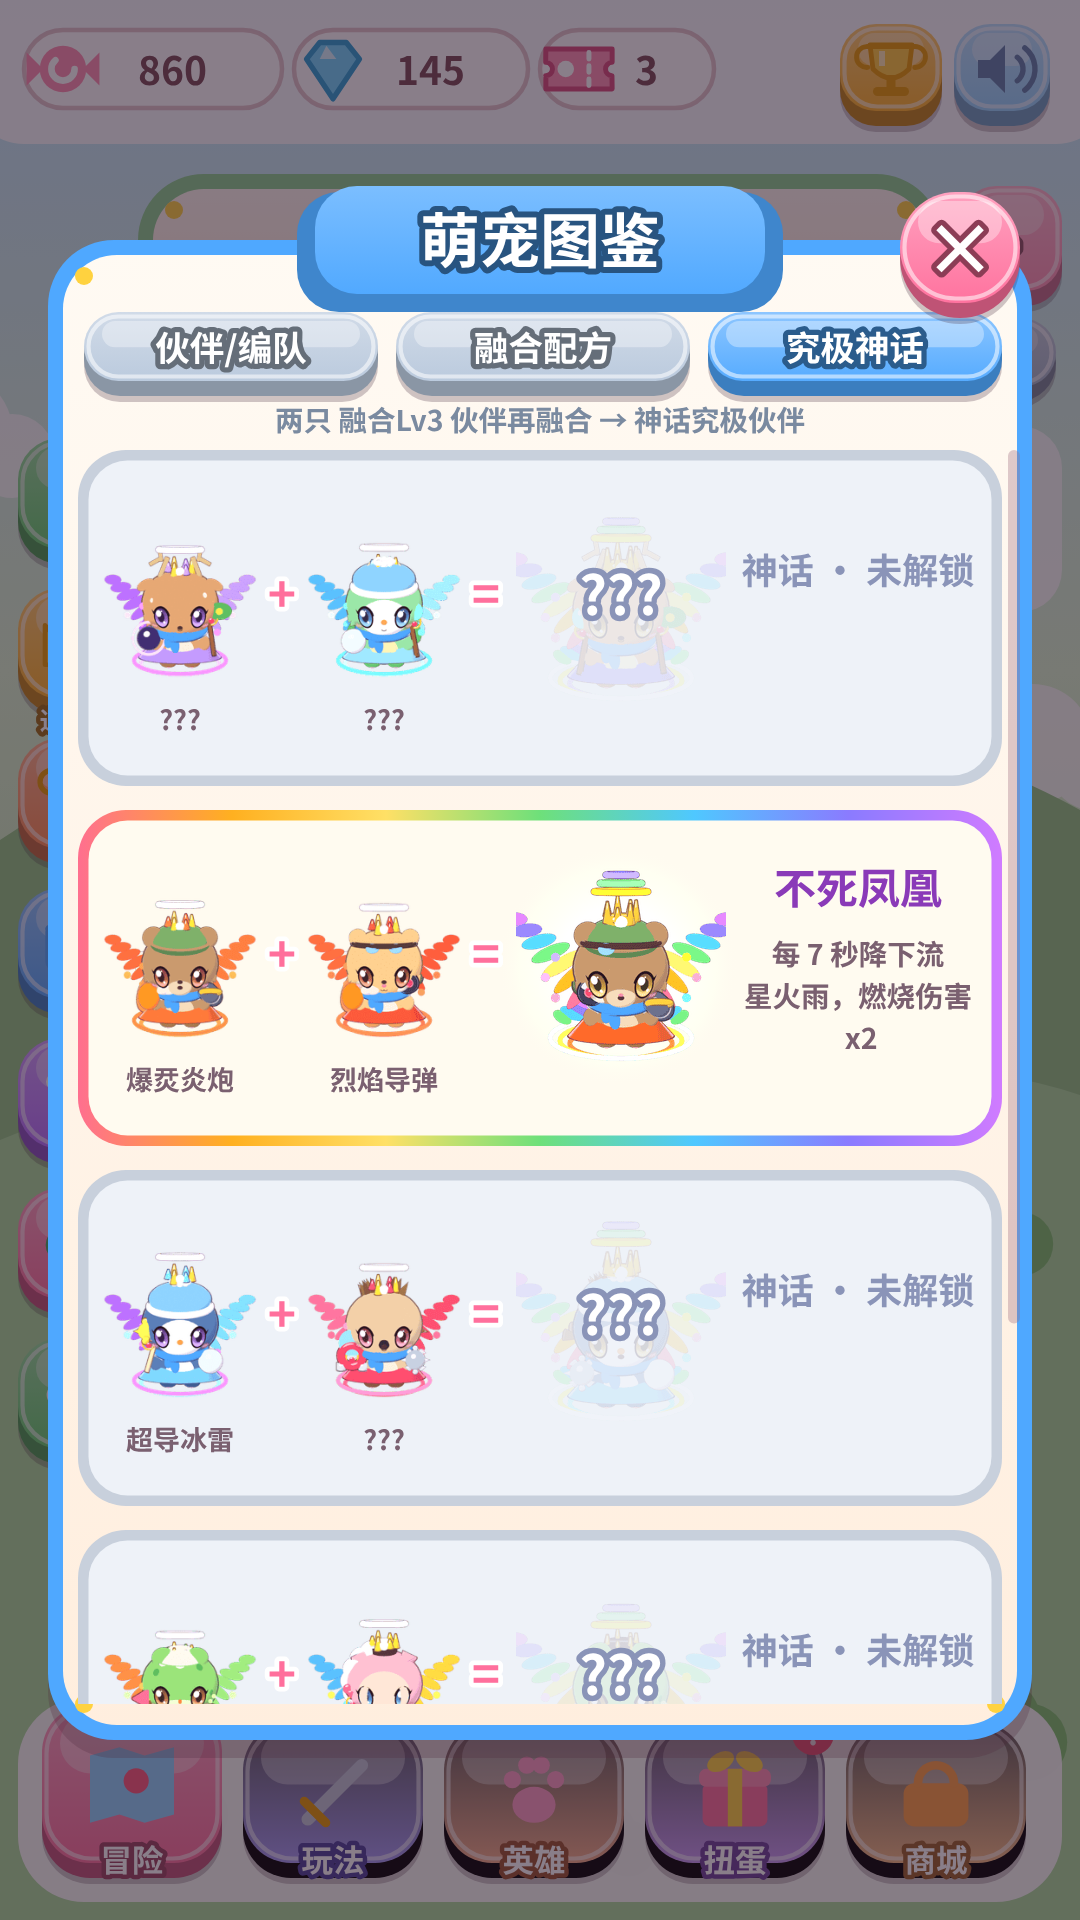 860
145
3
萌宠图鉴
伙伴/编队
融合配方
究极神话
两只 融合Lv3 伙伴再融合 → 神话究极伙伴
+
=
???
神话 · 未解锁
???
???
不死凤凰
+
=
每 7 秒降下流
星火雨，燃烧伤害
x2
爆烎炎炮
烈焰导弹
+
=
???
神话 · 未解锁
超导冰雷
???
+
=
???
神话 · 未解锁
冒险
玩法
英雄
扭蛋
商城